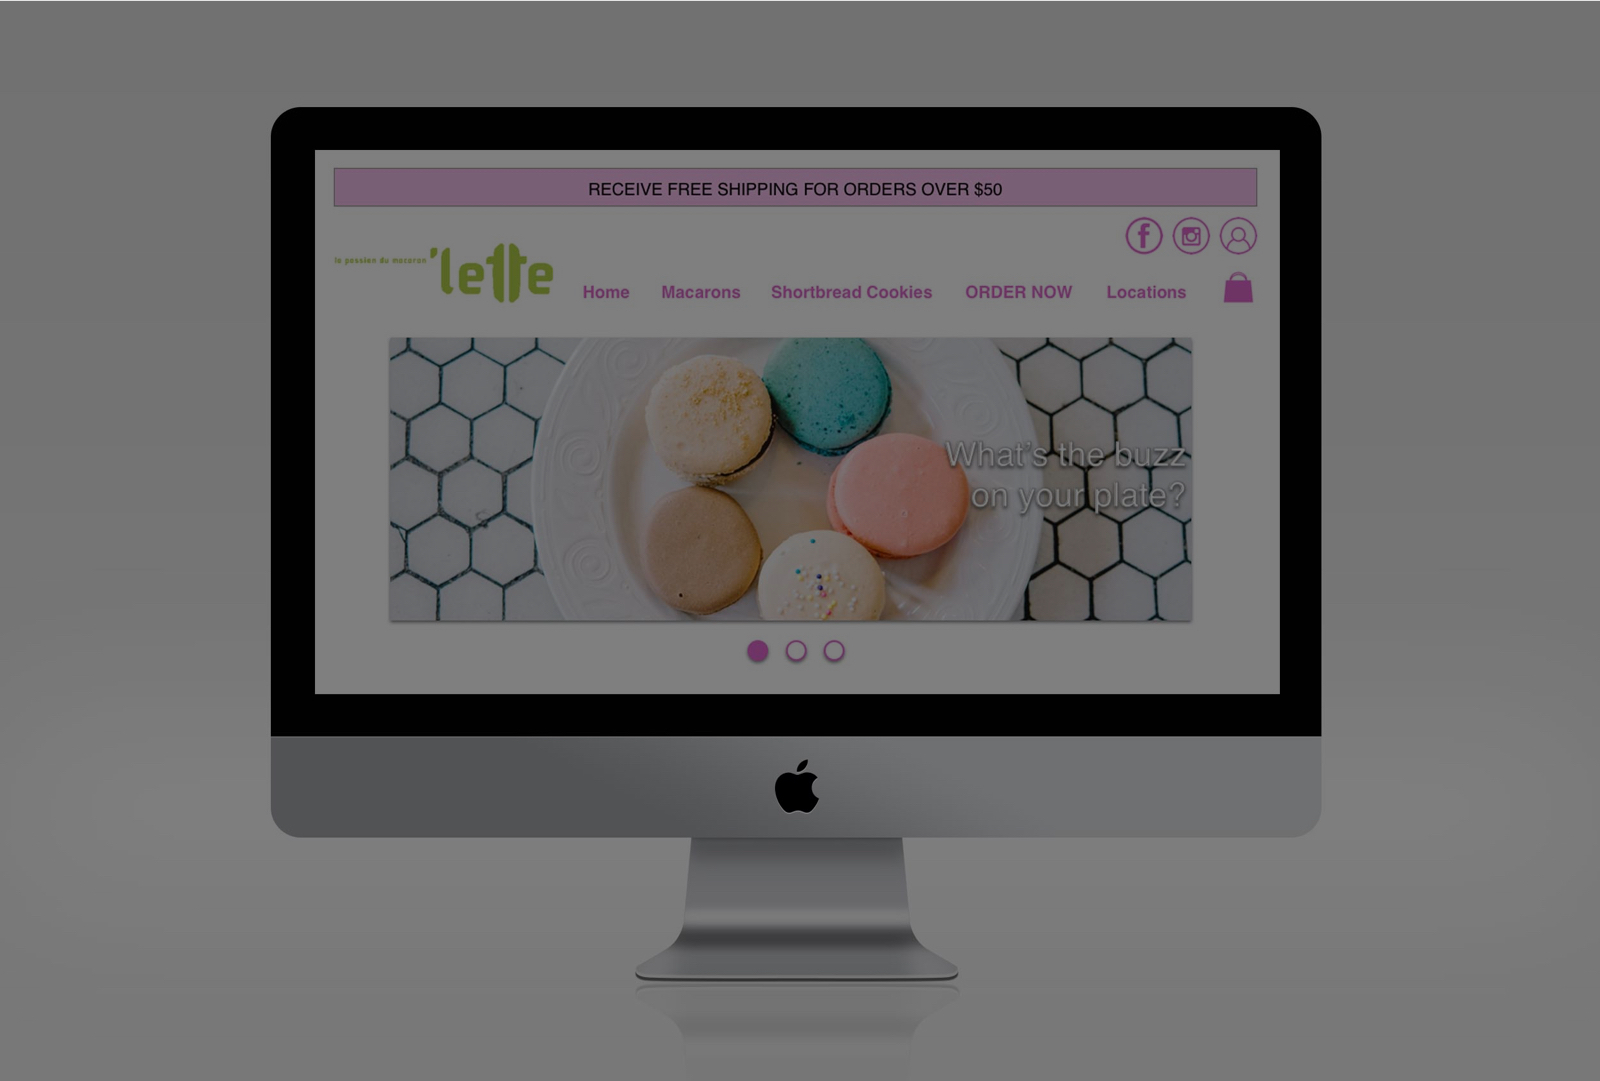 RECEIVE FREE SHIPPING FOR ORDERS OVER $50
la passion du macaron 'lette
Home Macarons Shortbread Cookies ORDER NOW Locations
What's the buzz
on your plate?